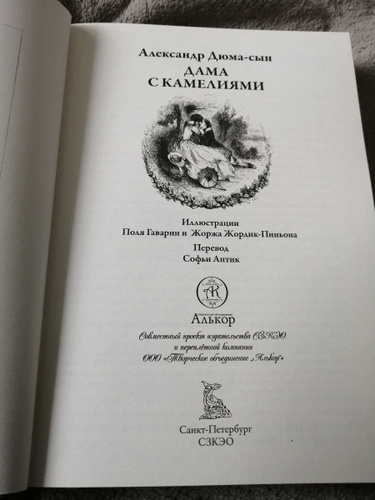 Александр Дюма-сын
ДАМА
С КАМЕЛИЯМИ
Иллюстрации
Поля Гаварни и Жоржа Жордик-Пиньона
Перевод
Софьи Антик
АК
Алькор
Совместный проект издательства СЗКЭО
и переплётной компании
ООО «Творческое объединение „Алькор“»
Санкт-Петербург
СЗКЭО